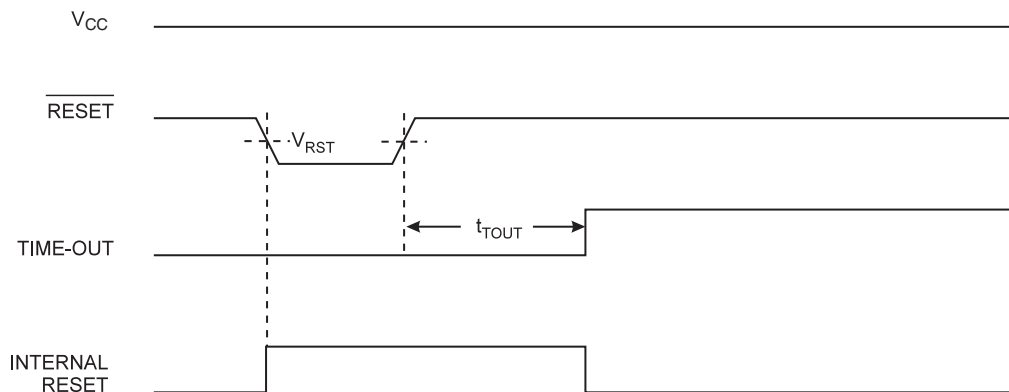 VCC
RESET
VRST
tTOUT
TIME-OUT
INTERNAL
RESET